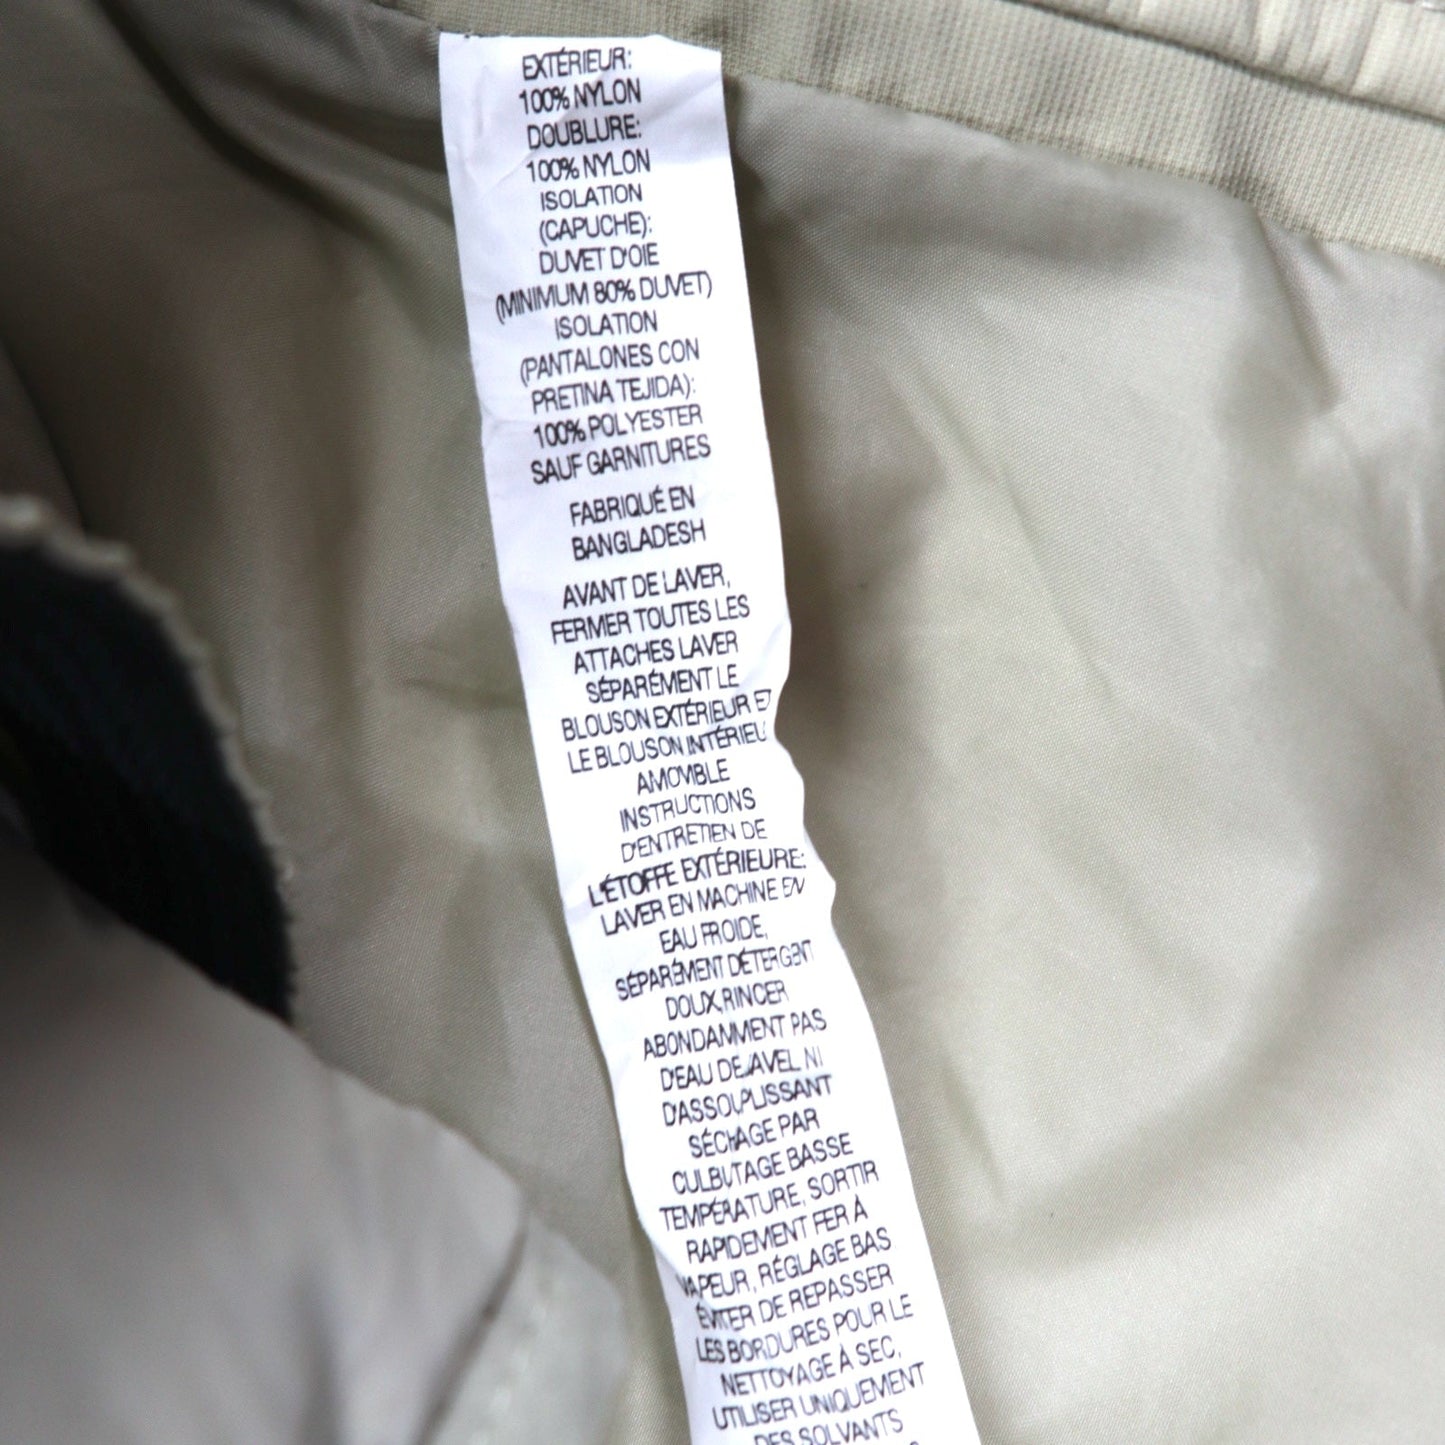 EXTÉRIEUR:
100% NYLON
DOUBLURE:
100% NYLON
ISOLATION
(CAPUCHE):
DUVET D'OIE
(MINIMUM 80% DUVET)
ISOLATION
(PANTALONES CON
PRETINA TEJIDA):
100% POLYESTER
SAUF GARNITURES
FABRIQUÉ EN
BANGLADESH
AVANT DE LAVER,
FERMER TOUTES LES
ATTACHES LAVER
SÉPARÉMENT LE
BLOUSON EXTÉRIEUR ET
LE BLOUSON INTÉRIEU
AMOVIBLE
INSTRUCTIONS
D'ENTRETIEN DE
L'ÉTOFFE EXTÉRIEURE:
LAVER EN MACHINE EN
EAU FROIDE,
SÉPARÉMENT DÉTERGENT
DOUX, RINCER
ABONDAMMENT PAS
D'EAU DE JAVEL NI
D'ASSOUPLISSANT
SÉCHAGE PAR
CULBUTAGE BASSE
TEMPÉRATURE, SORTIR
RAPIDEMENT FER À
VAPEUR, RÉGLAGE BAS
ÉVITER DE REPASSER
LES BORDURES POUR LE
NETTOYAGE À SEC,
UTILISER UNIQUEMENT
DES SOLVANTS